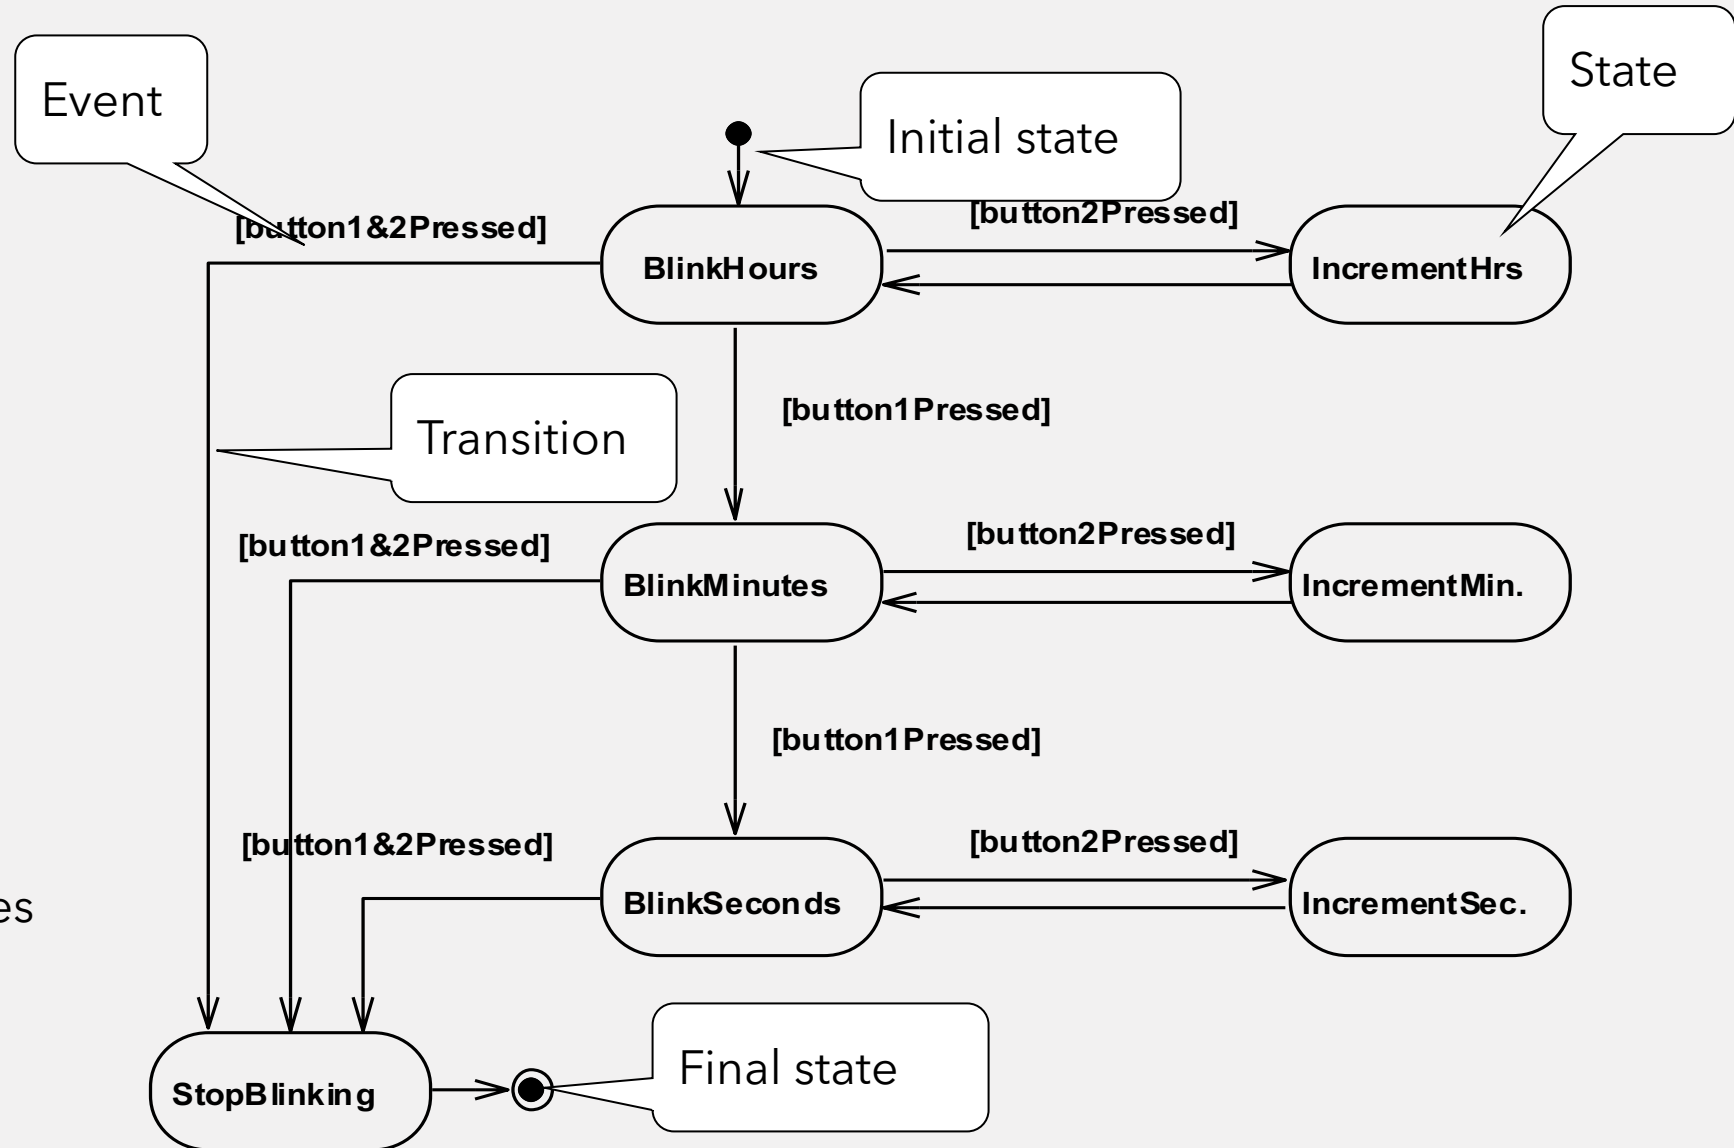 State
Event
Initial state
[button1&2Pressed]
[button2Pressed]
BlinkHours
IncrementHrs
[button1Pressed]
Transition
[button1&2Pressed]
[button2Pressed]
BlinkMinutes
IncrementMin.
[button1Pressed]
[button1&2Pressed]
[button2Pressed]
es
BlinkSeconds
IncrementSec.
Final state
StopBlinking